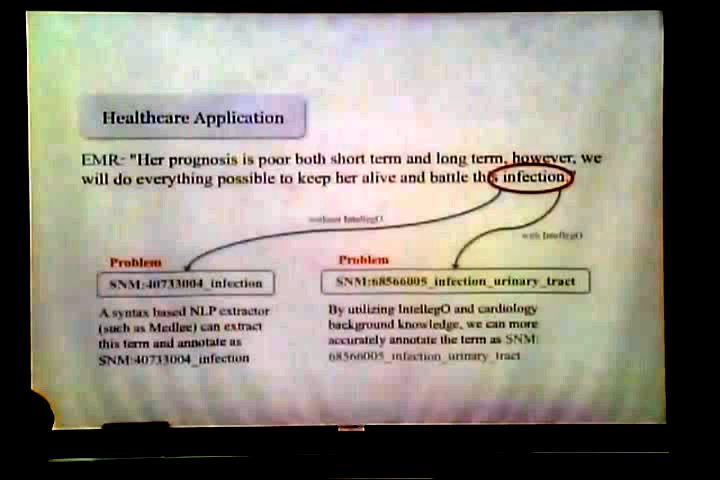 Healthcare Application
EMR: "Her prognosis is poor both short term and long term, however, we
will do everything possible to keep her alive and battle this infection."
without IntellegO
with IntellegO
Problem
SNM:40733004_infection
A syntax based NLP extractor
(such as Medlee) can extract
this term and annotate as
SNM:40733004_infection
Problem
SNM:68566005_infection_urinary_tract
By utilizing IntellegO and cardiology
background knowledge, we can more
accurately annotate the term as SNM:
68566005_infection_urinary_tract